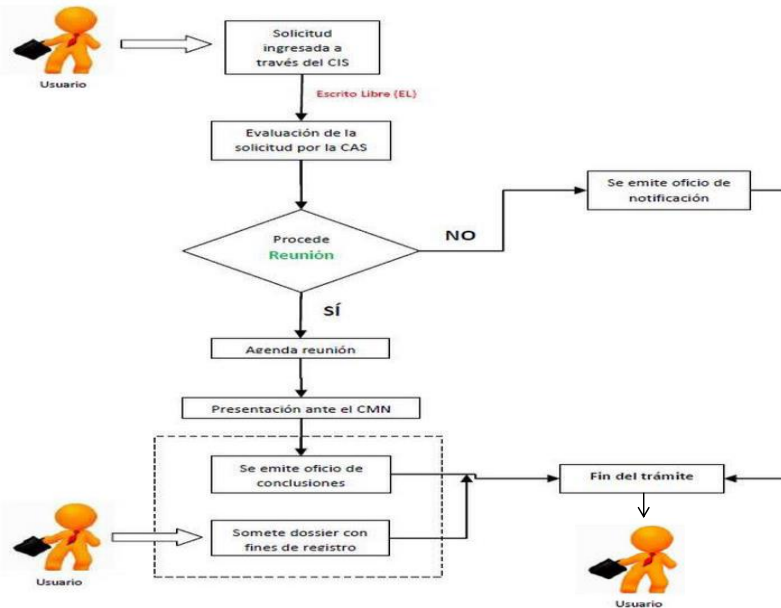 Solicitud
ingresada a
través del CIS
Usuario
Escrito Libre (EL)
Evaluación de la
solicitud por la CAS
Se emite oficio de
notificación
Procede
Reunión
NO
SÍ
Agenda reunión
Presentación ante el CMN
Se emite oficio de
conclusiones
Fin del trámite
Somete dossier con
fines de registro
Usuario
Usuario